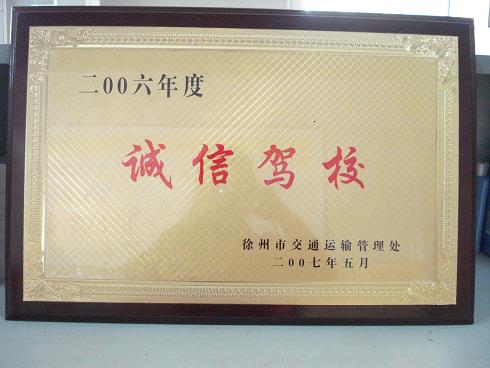 二00六年度
诚信驾校
徐州市交通运输管理处
二00七年五月